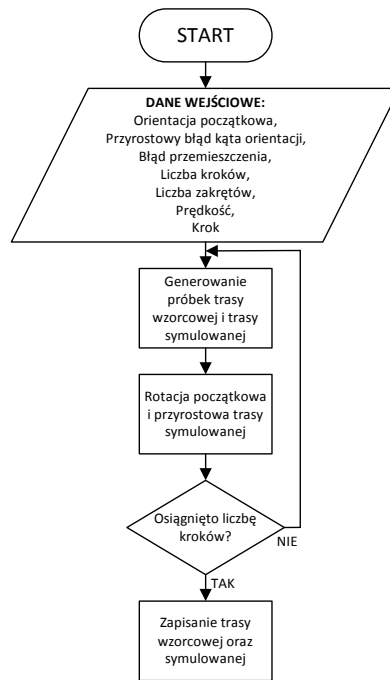 START
DANE WEJŚCIOWE:
Orientacja początkowa,
Przyrostowy błąd kąta orientacji,
Błąd przemieszczenia,
Liczba kroków,
Liczba zakrętów,
Prędkość,
Krok
Generowanie
próbek trasy
wzorcowej i trasy
symulowanej
Rotacja początkowa
i przyrostowa trasy
symulowanej
Osiągnięto liczbę
kroków?
NIE
TAK
Zapisanie trasy
wzorcowej oraz
symulowanej